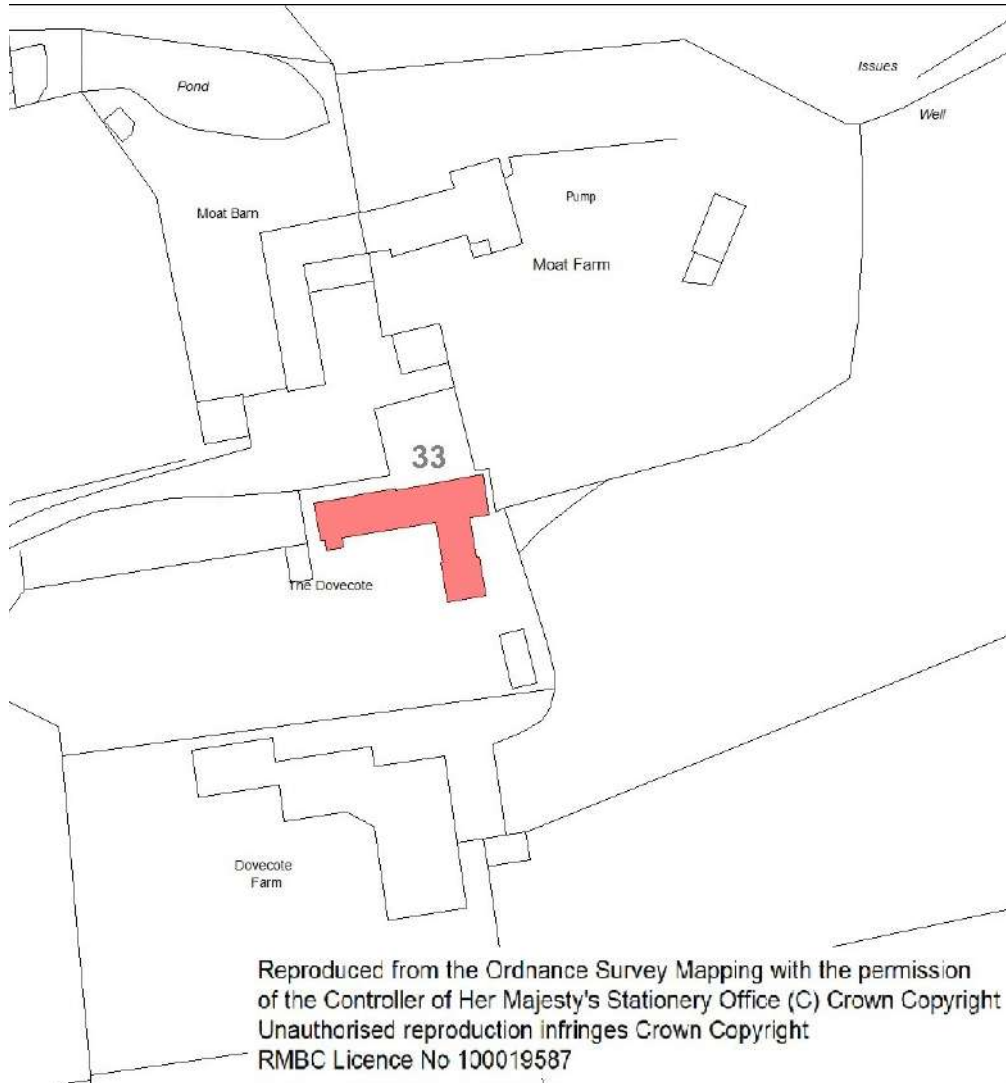 Pond
Issues
Well
Moat Barn
Pump
Moat Farm
33
The Dovecote
Dovecote
Farm
Reproduced from the Ordnance Survey Mapping with the permission
of the Controller of Her Majesty's Stationery Office (C) Crown Copyright
Unauthorised reproduction infringes Crown Copyright
RMBC Licence No 100019587